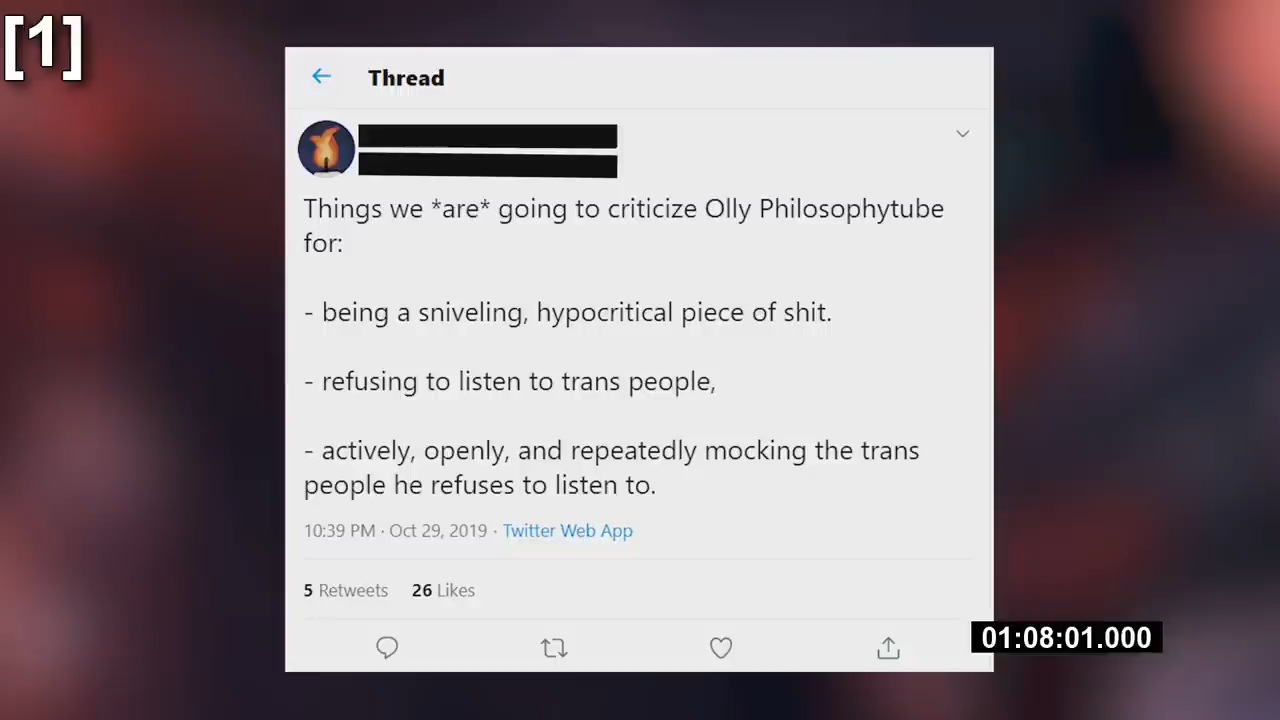 [1]
Thread
Things we *are* going to criticize Olly Philosophytube
for:
- being a sniveling, hypocritical piece of shit.
- refusing to listen to trans people,
- actively, openly, and repeatedly mocking the trans
people he refuses to listen to.
10:39 PM · Oct 29, 2019 · Twitter Web App
5 Retweets 26 Likes
01:08:01.000